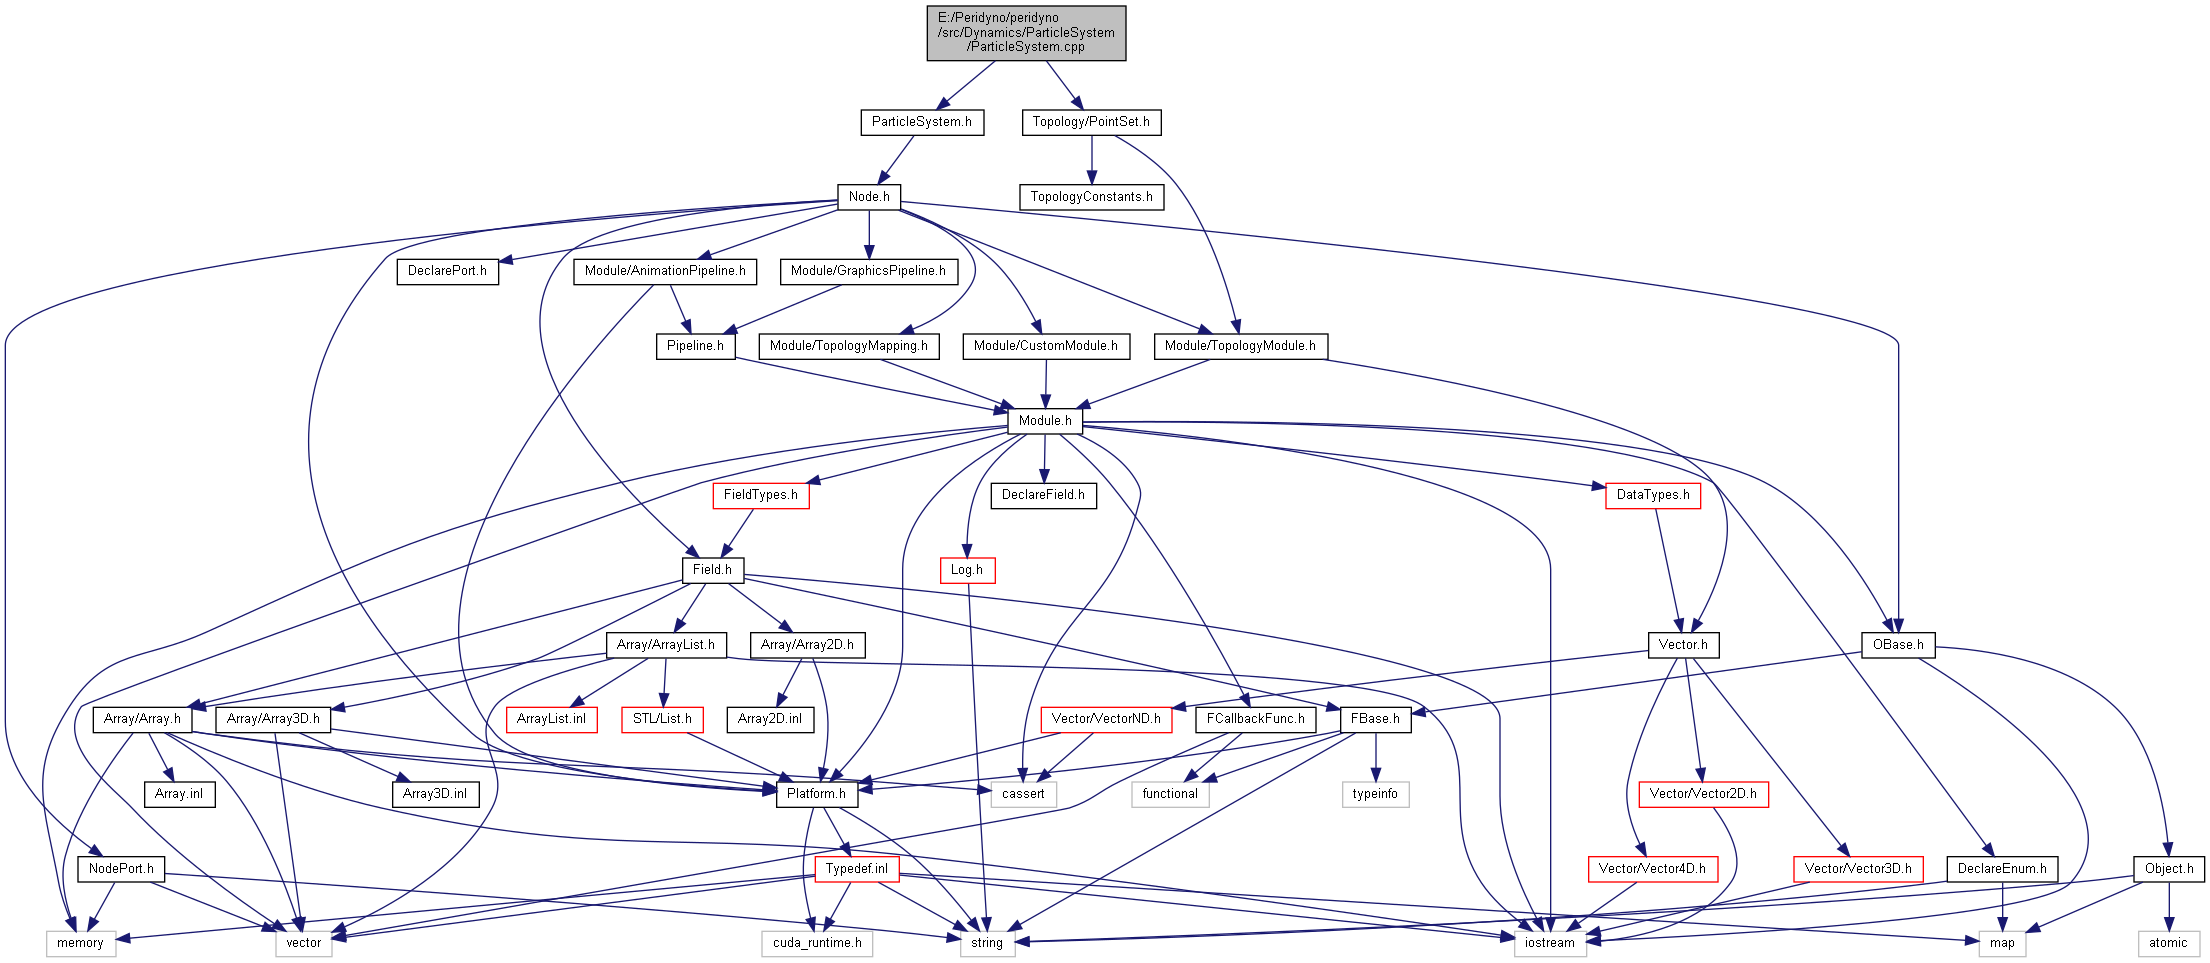 E:/Peridyno/peridyno
/src/Dynamics/ParticleSystem
/ParticleSystem.cpp
ParticleSystem.h
Topology/PointSet.h
Node.h
TopologyConstants.h
DeclarePort.h
Module/AnimationPipeline.h
Module/GraphicsPipeline.h
Pipeline.h
Module/TopologyMapping.h
Module/CustomModule.h
Module/TopologyModule.h
Module.h
FieldTypes.h
DeclareField.h
DataTypes.h
Field.h
Log.h
Array/ArrayList.h
Array/Array2D.h
Vector.h
OBase.h
Array/Array.h
Array/Array3D.h
ArrayList.inl
STL/List.h
Array2D.inl
Vector/VectorND.h
FCallbackFunc.h
FBase.h
Array.inl
Array3D.inl
Platform.h
cassert
functional
typeinfo
Vector/Vector2D.h
NodePort.h
Typedef.inl
Vector/Vector4D.h
Vector/Vector3D.h
DeclareEnum.h
Object.h
memory
vector
cuda_runtime.h
string
iostream
map
atomic